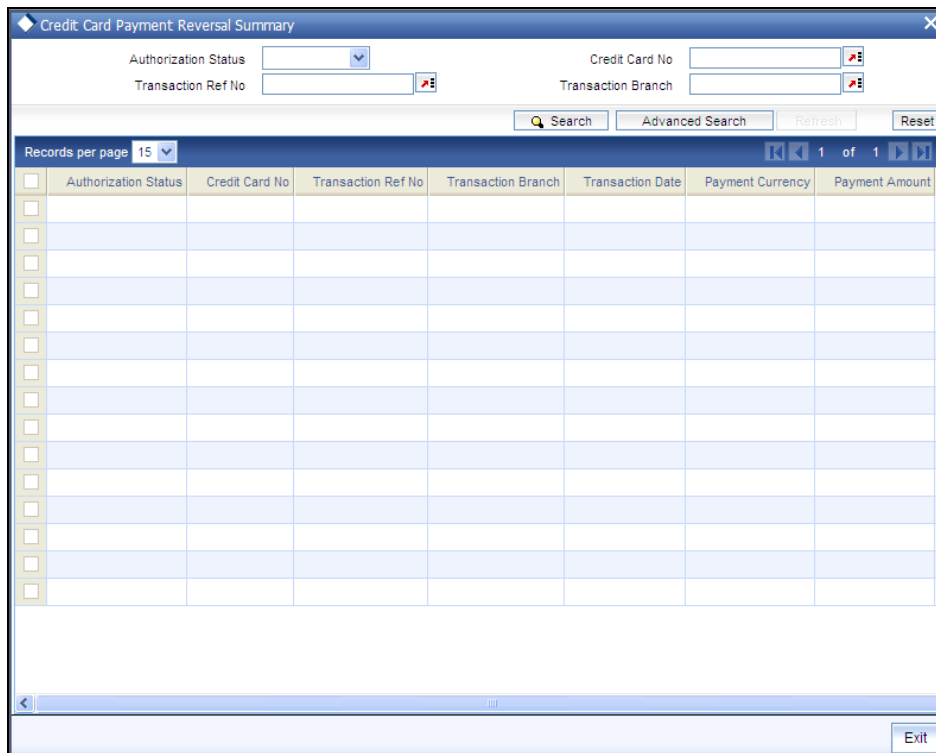 Credit Card Payment Reversal Summary
Authorization Status Credit Card No
Transaction Ref No Transaction Branch
Search Advanced Search Refresh Reset
Records per page 15 1 of 1
Authorization Status Credit Card No Transaction Ref No Transaction Branch Transaction Date Payment Currency Payment Amount
Exit